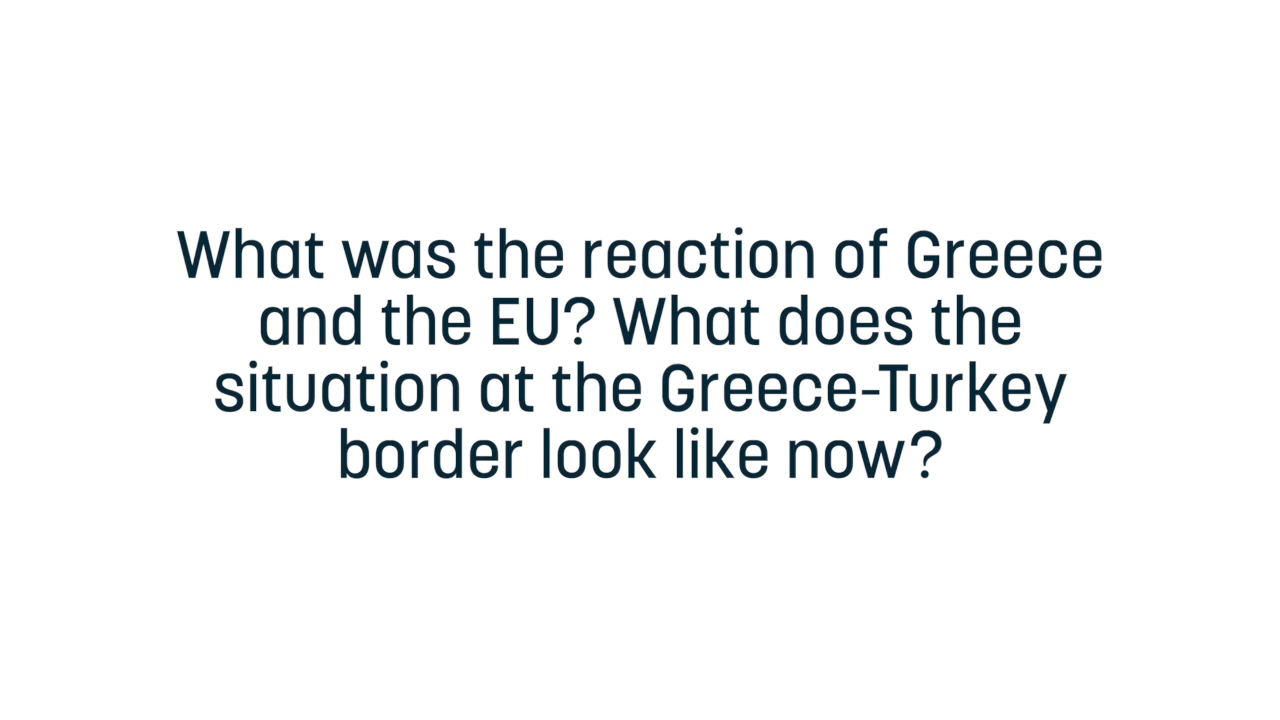 What was the reaction of Greece
and the EU? What does the
situation at the Greece-Turkey
border look like now?